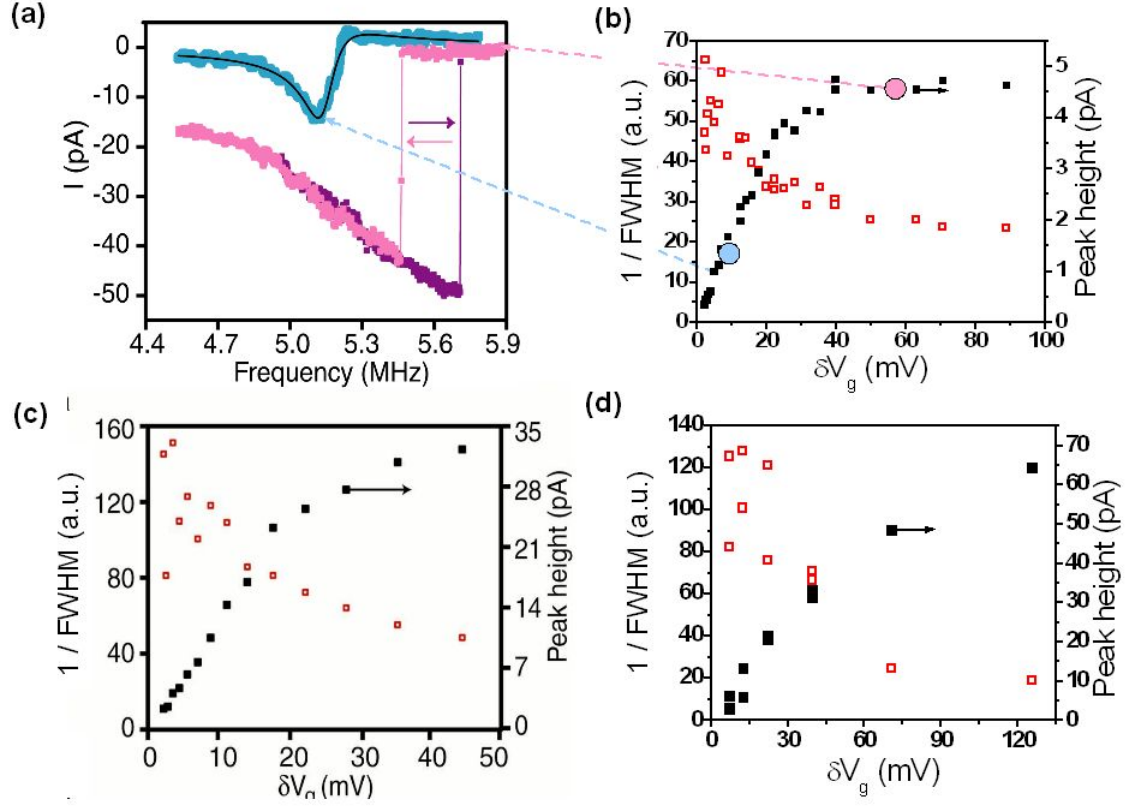 (a)
I (pA)
0
-10
-20
-30
-40
-50
4.4 4.7 5.0 5.3 5.6 5.9
Frequency (MHz)
(b)
1 / FWHM (a.u.)
70
60
50
40
30
20
10
0
5
4
3
2
1
0
Peak height (pA)
0 20 40 60 80 100
δVg (mV)
(c)
1 / FWHM (a.u.)
160
120
80
40
0
35
28
21
14
7
0
Peak height (pA)
0 10 20 30 40 50
δVg (mV)
(d)
1 / FWHM (a.u.)
140
120
100
80
60
40
20
0
70
60
50
40
30
20
10
0
Peak height (pA)
0 30 60 90 120
δVg (mV)